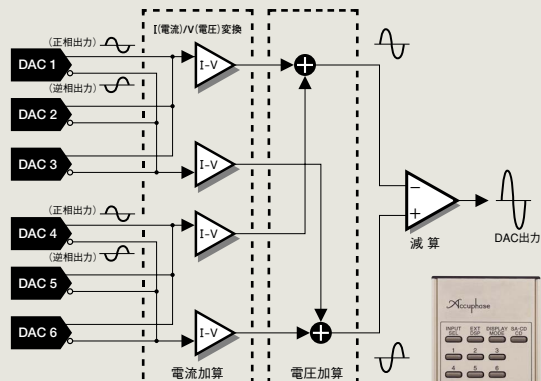 I(電流)/V(電圧)変換
(正相出力)
DAC 1
I-V
(逆相出力)
DAC 2
DAC 3
I-V
(正相出力)
DAC 4
I-V
(逆相出力)
DAC 5
DAC 6
I-V
電流加算
電圧加算
減算
DAC出力
Accuphase
INPUT SEL
EXT DSP
DISPLAY MODE
SA-CD CD
1 2 3
4 5 6